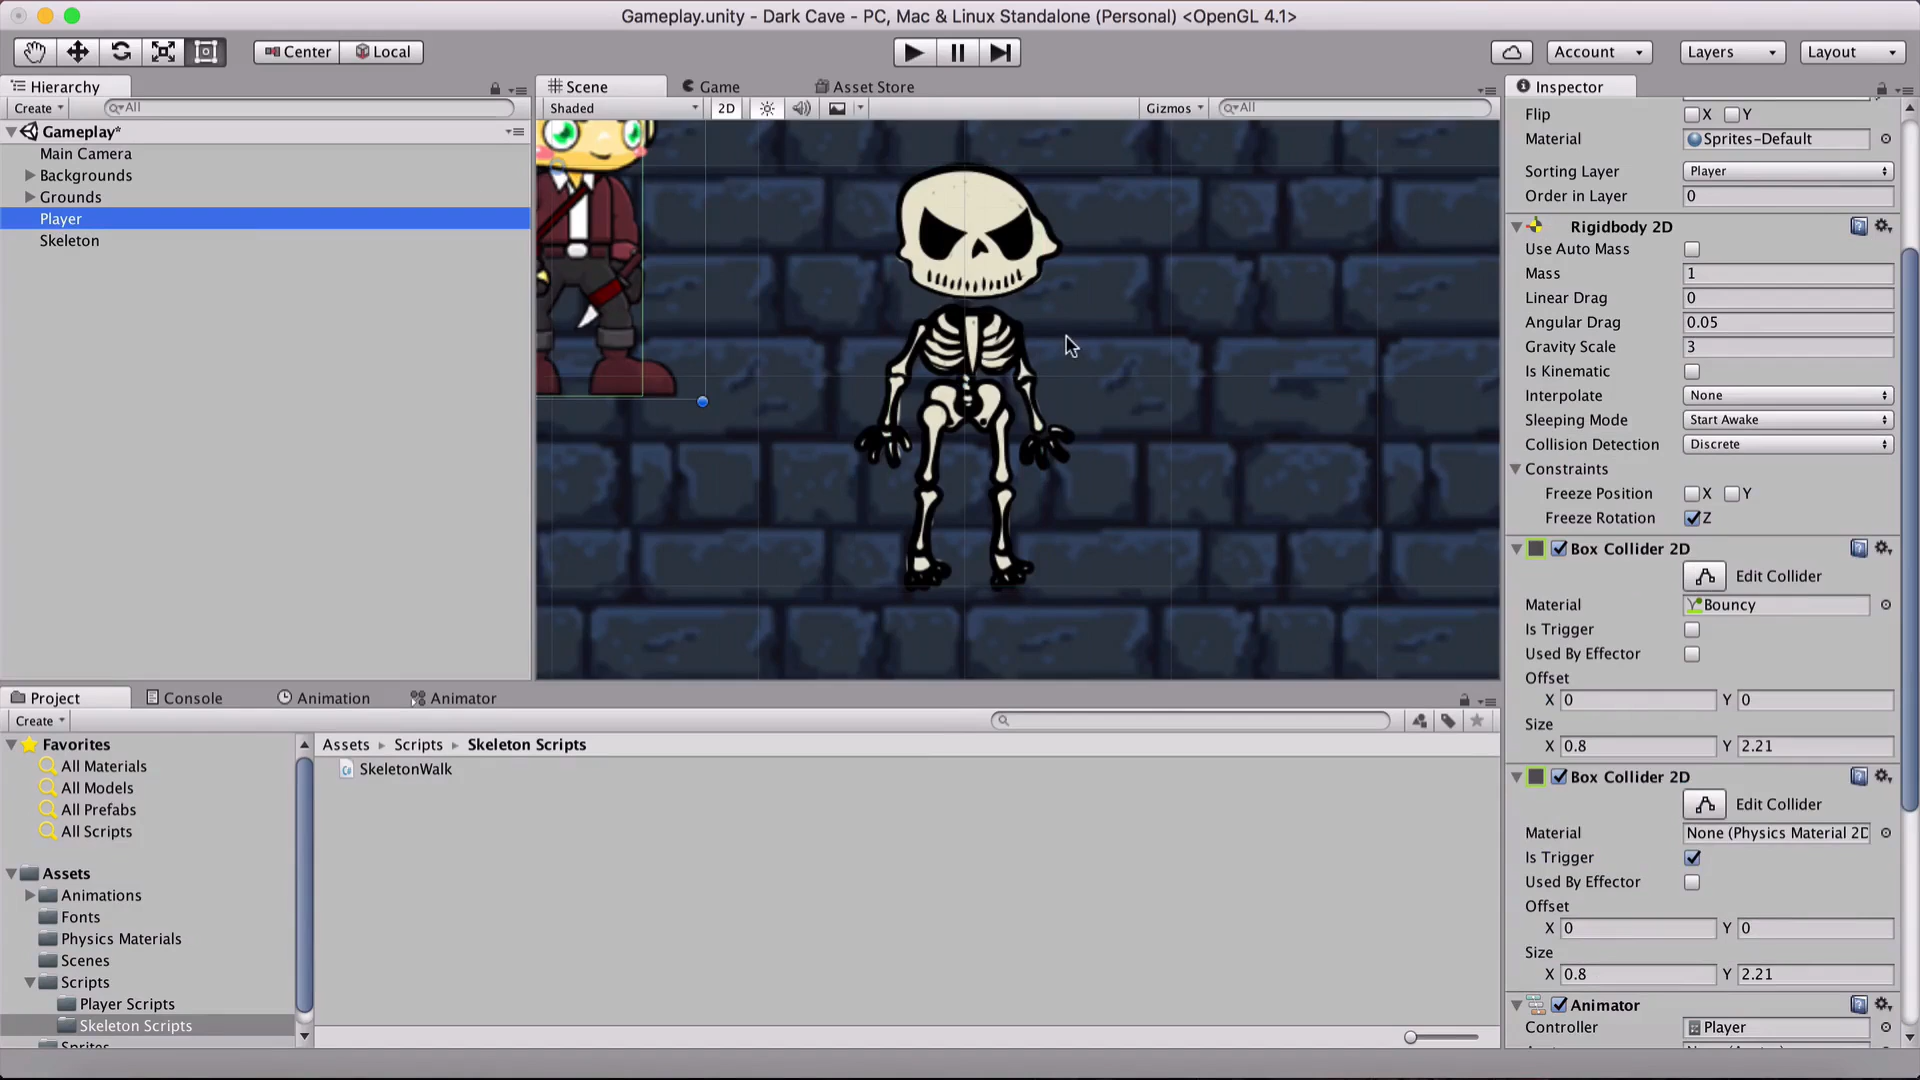 Gameplay.unity - Dark Cave - PC, Mac & Linux Standalone (Personal) <OpenGL 4.1>
Center Local Account Layers Layout
Hierarchy
Create All
Gameplay*
Main Camera
Backgrounds
Grounds
Player
Skeleton
Scene Game Asset Store
Shaded 2D Gizmos All
Inspector
Flip X Y
Material Sprites-Default
Sorting Layer Player
Order in Layer 0
Rigidbody 2D
Use Auto Mass
Mass 1
Linear Drag 0
Angular Drag 0.05
Gravity Scale 3
Is Kinematic
Interpolate None
Sleeping Mode Start Awake
Collision Detection Discrete
Constraints
Freeze Position X Y
Freeze Rotation Z
Box Collider 2D
Edit Collider
Material Bouncy
Is Trigger
Used By Effector
Offset
X 0 Y 0
Size
X 0.8 Y 2.21
Box Collider 2D
Edit Collider
Material None (Physics Material 2D
Is Trigger
Used By Effector
Offset
X 0 Y 0
Size
X 0.8 Y 2.21
Animator
Controller Player
Project Console Animation Animator
Create
Favorites
All Materials
All Models
All Prefabs
All Scripts
Assets
Animations
Fonts
Physics Materials
Scenes
Scripts
Player Scripts
Skeleton Scripts
Sprites
Assets Scripts Skeleton Scripts
SkeletonWalk